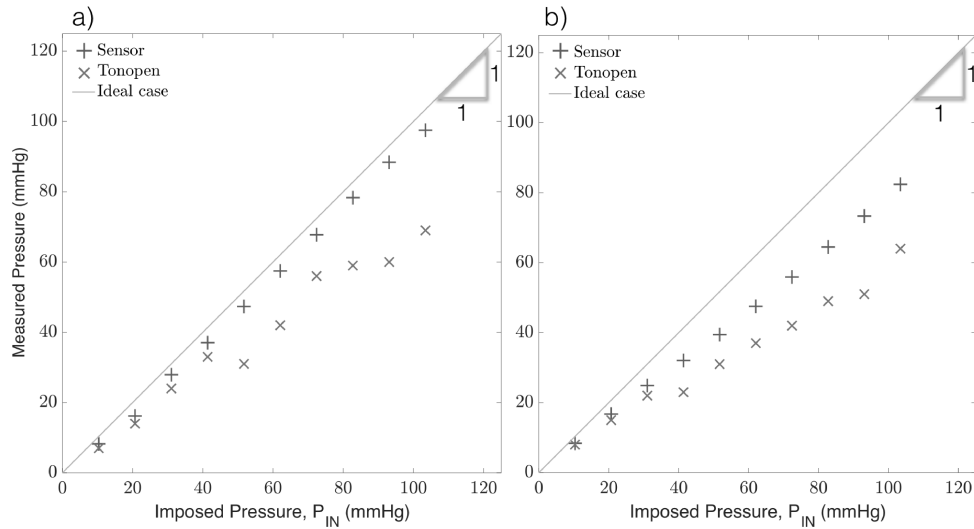 a)
Sensor
Tonopen
Ideal case
1
1
120
100
80
60
40
20
0
0 20 40 60 80 100 120
Measured Pressure (mmHg)
Imposed Pressure, P_IN (mmHg)
b)
Sensor
Tonopen
Ideal case
1
1
120
100
80
60
40
20
0
0 20 40 60 80 100 120
Imposed Pressure, P_IN (mmHg)